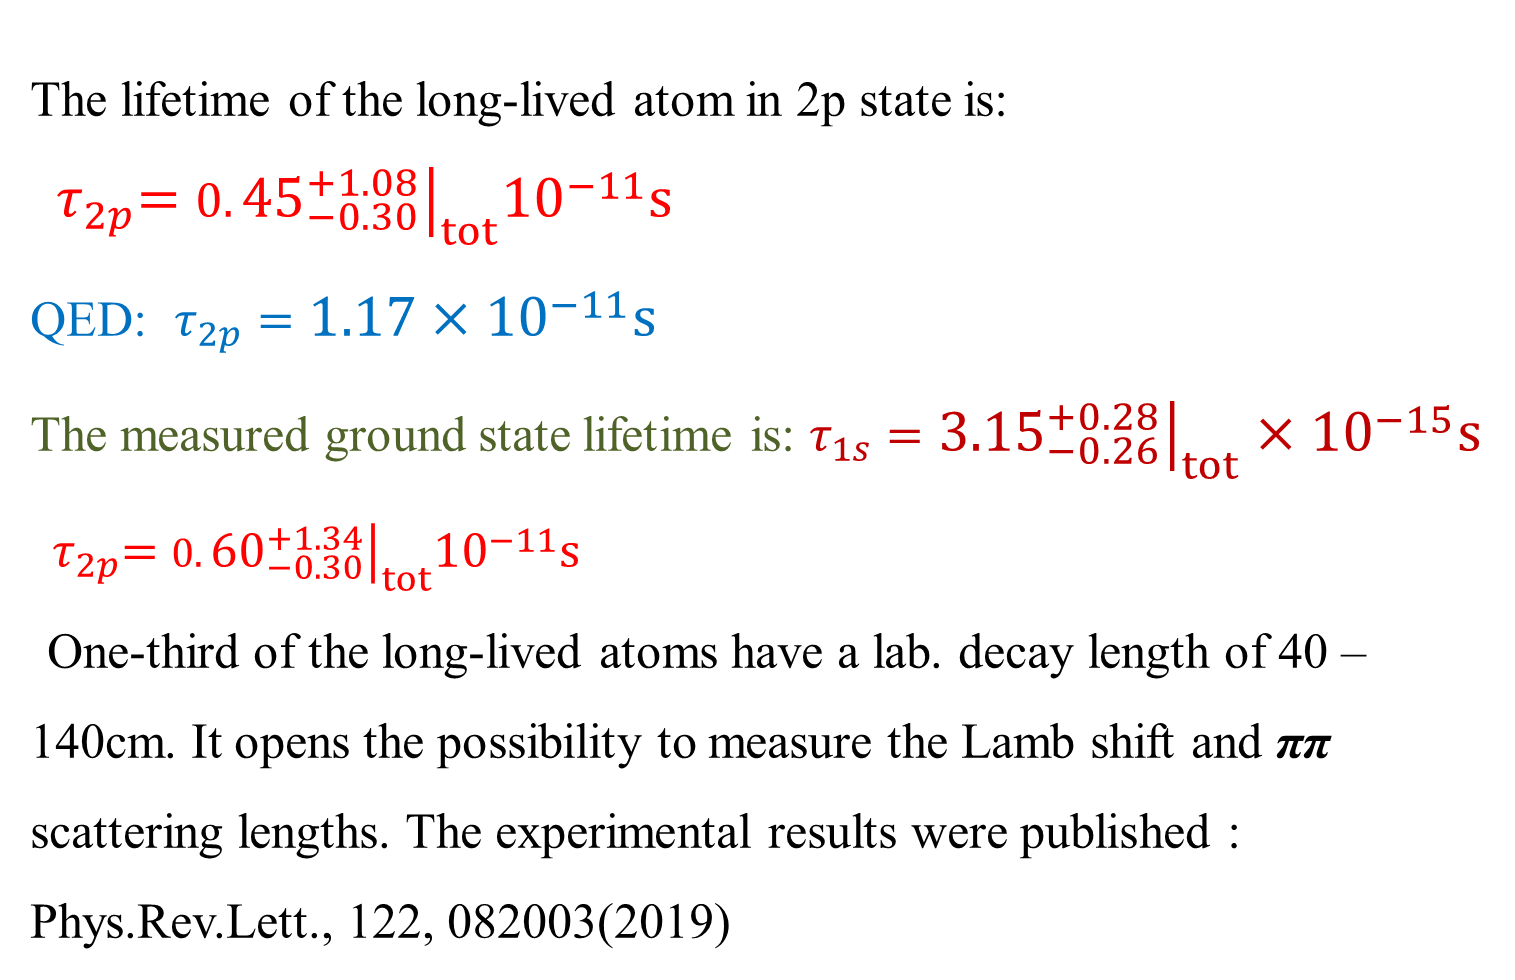 The lifetime of the long-lived atom in 2p state is:
τ₂ₚ= 0.45⁺¹·⁰⁸₋₀.₃₀|ₜₒₜ10⁻¹¹s
QED: τ₂ₚ = 1.17 × 10⁻¹¹s
The measured ground state lifetime is: τ₁ₛ = 3.15⁺⁰·²⁸₋₀.₂₆|ₜₒₜ × 10⁻¹⁵s
τ₂ₚ= 0.60⁺¹·³⁴₋₀.₃₀|ₜₒₜ10⁻¹¹s
One-third of the long-lived atoms have a lab. decay length of 40 –
140cm. It opens the possibility to measure the Lamb shift and ππ
scattering lengths. The experimental results were published :
Phys.Rev.Lett., 122, 082003(2019)